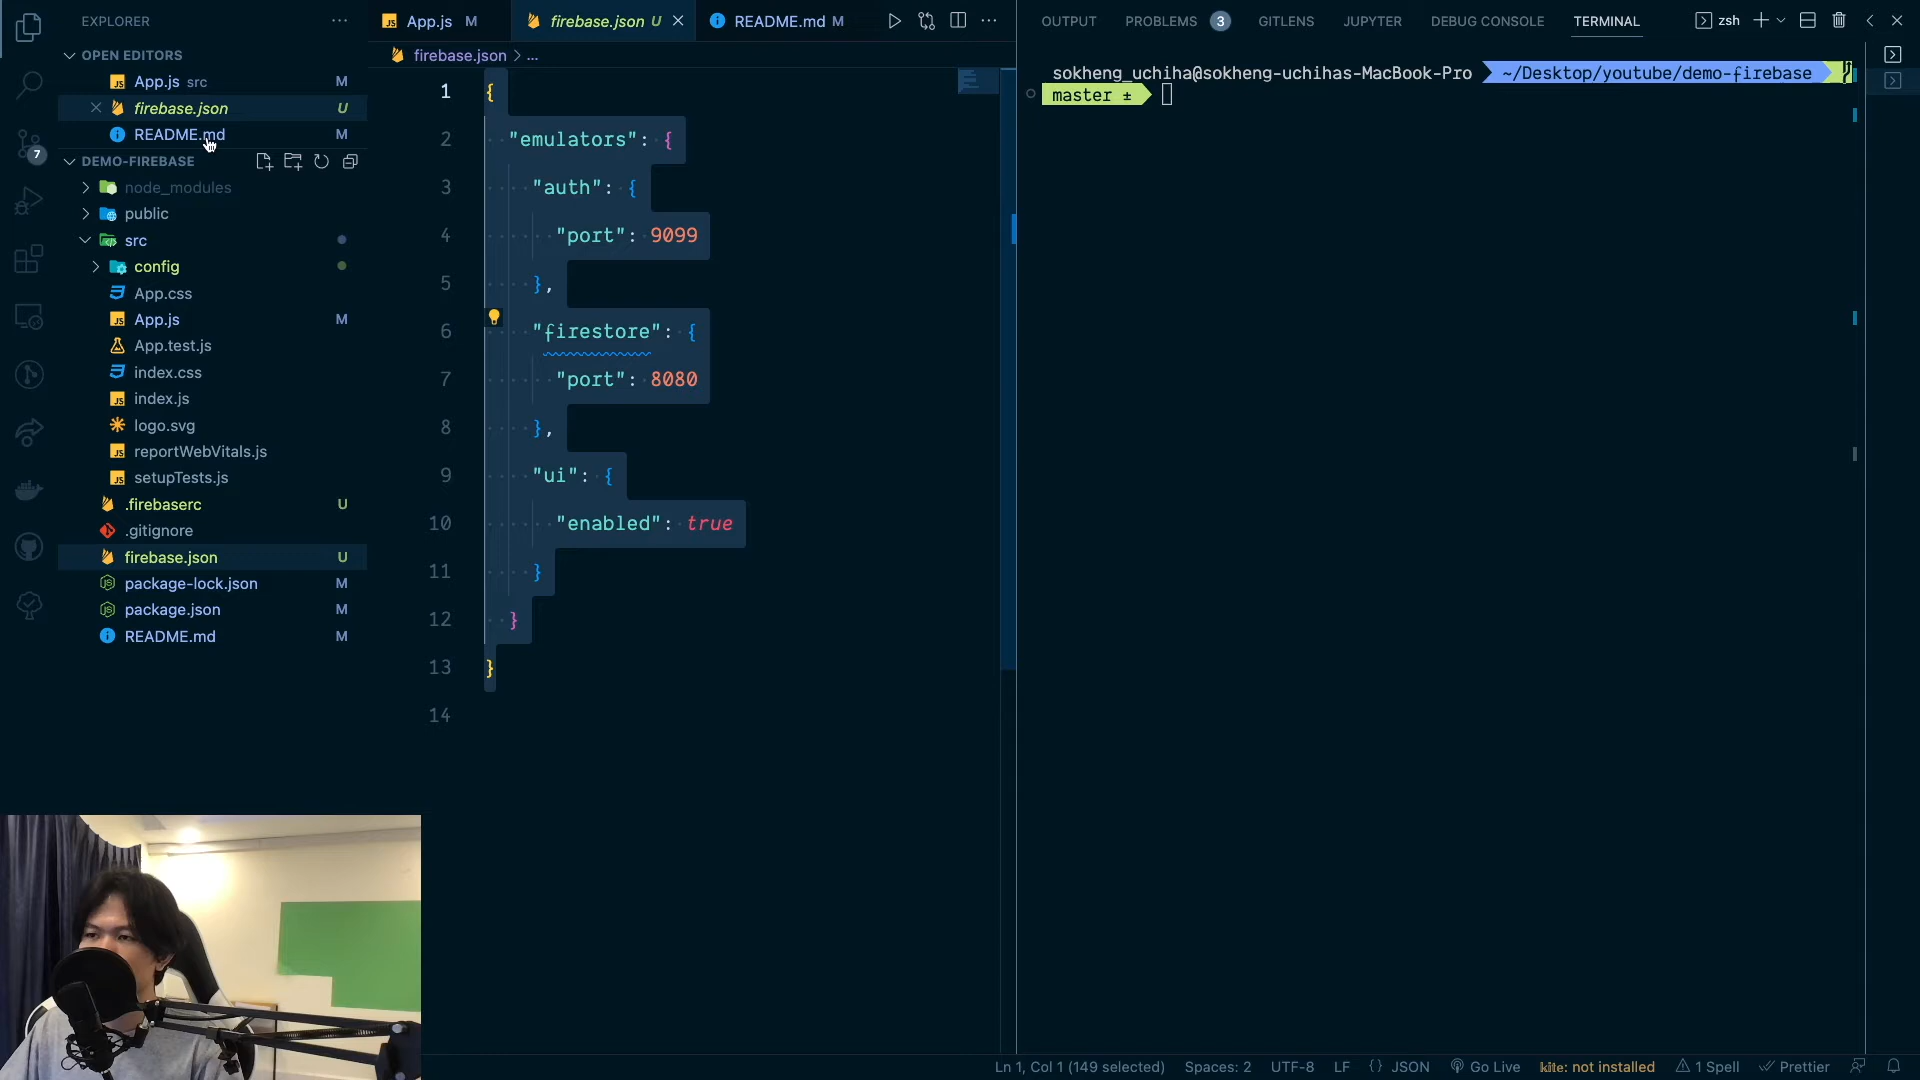 EXPLORER
OPEN EDITORS
App.js src M
firebase.json U
README.md M
7
DEMO-FIREBASE
node_modules
public
src
config
App.css
App.js M
App.test.js
index.css
index.js
logo.svg
reportWebVitals.js
setupTests.js
.firebaserc U
.gitignore
firebase.json U
package-lock.json M
package.json M
README.md M
App.js M
firebase.json U
README.md M
firebase.json > ...
1 {
2 "emulators": {
3 "auth": {
4 "port": 9099
5 },
6 "firestore": {
7 "port": 8080
8 },
9 "ui": {
10 "enabled": true
11 }
12 }
13 }
14
OUTPUT PROBLEMS 3 GITLENS JUPYTER DEBUG CONSOLE TERMINAL zsh
sokheng_uchiha@sokheng-uchihas-MacBook-Pro ~/Desktop/youtube/demo-firebase
master ±
Ln 1, Col 1 (149 selected) Spaces: 2 UTF-8 LF {} JSON Go Live kite: not installed 1 Spell Prettier